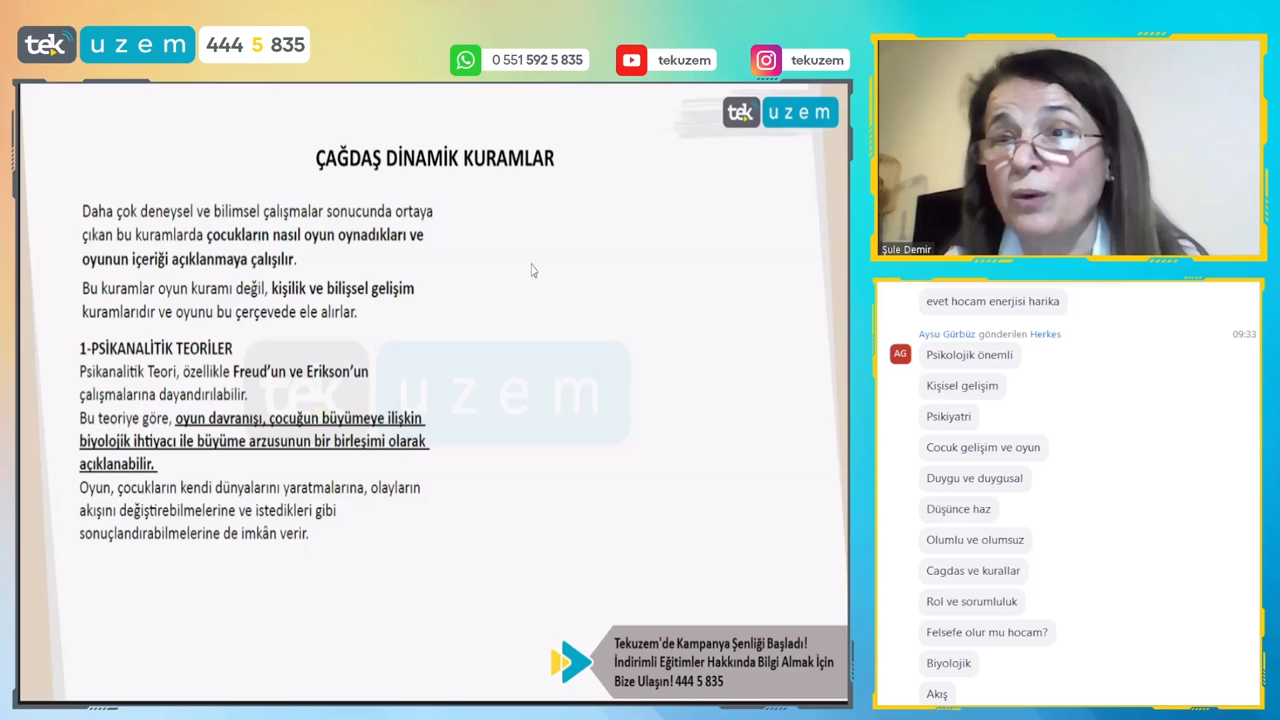 tek uzem 444 5 835
0 551 592 5 835
tekuzem
tekuzem
tek uzem
ÇAĞDAŞ DİNAMİK KURAMLAR
Daha çok deneysel ve bilimsel çalışmalar sonucunda ortaya
çıkan bu kuramlarda çocukların nasıl oyun oynadıkları ve
oyunun içeriği açıklanmaya çalışılır.
Bu kuramlar oyun kuramı değil, kişilik ve bilişsel gelişim
kuramlarıdır ve oyunu bu çerçevede ele alırlar.
1-PSİKANALİTİK TEORİLER
Psikanalitik Teori, özellikle Freud'un ve Erikson'un
çalışmalarına dayandırılabilir.
Bu teoriye göre, oyun davranışı, çocuğun büyümeye ilişkin
biyolojik ihtiyacı ile büyüme arzusunun bir birleşimi olarak
açıklanabilir.
Oyun, çocukların kendi dünyalarını yaratmalarına, olayların
akışını değiştirebilmelerine ve istedikleri gibi
sonuçlandırabilmelerine de imkân verir.
tek uzem
Tekuzem'de Kampanya Şenliği Başladı!
İndirimli Eğitimler Hakkında Bilgi Almak İçin
Bize Ulaşın! 444 5 835
Şule Demir
evet hocam enerjisi harika
Aysu Gürbüz gönderilen Herkes 09:33
AG
Psikolojik önemli
Kişisel gelişim
Psikiyatri
Cocuk gelişim ve oyun
Duygu ve duygusal
Düşünce haz
Olumlu ve olumsuz
Cagdas ve kurallar
Rol ve sorumluluk
Felsefe olur mu hocam?
Biyolojik
Akış